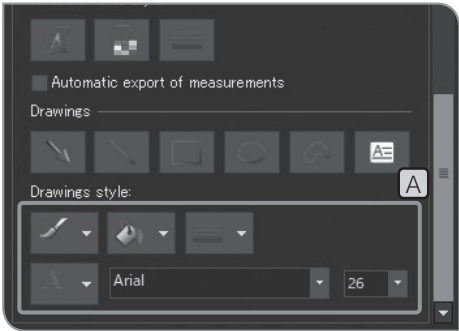 Automatic export of measurements
Drawings
A
Drawings style:
A
Arial
26